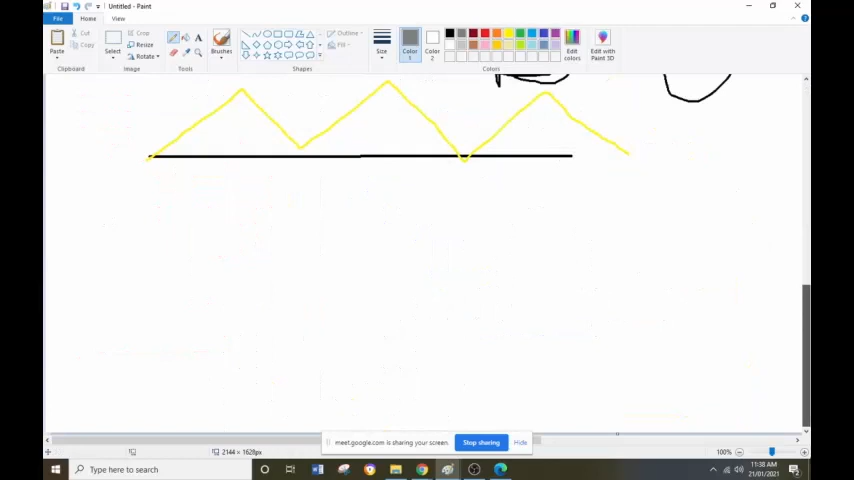 Untitled - Paint
File Home View
Cut
Copy
Paste
Clipboard
Crop
Resize
Rotate
Select
Image
A
Tools
Brushes
Outline
Fill
Shapes
Size
Color 1
Color 2
Edit colors
Colors
Edit with Paint 3D
meet.google.com is sharing your screen. Stop sharing Hide
2144 × 1628px 100%
Type here to search
11:38 AM
21/01/2021